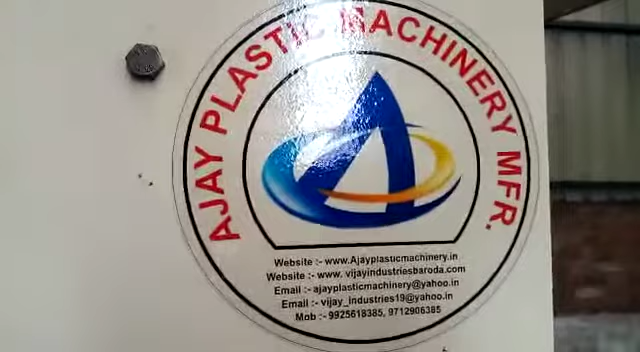 AJAY PLASTIC MACHINERY MFR.
Website :- www.Ajayplasticmachinery.in
Website :- www. vijayindustriesbaroda.com
Email :- ajayplasticmachinery@yahoo.in
Email :- vijay_industries19@yahoo.in
Mob :- 9925618385, 9712906385